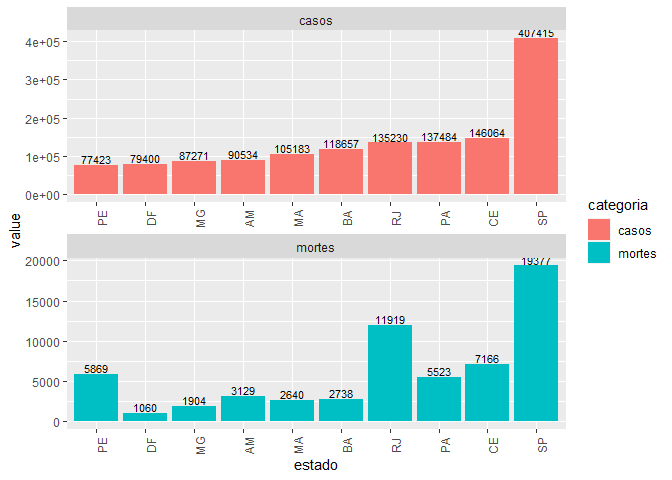 casos
4e+05
3e+05
2e+05
1e+05
0e+00
77423 79400 87271 90534 105183 118657 135230 137484 146064 407415
PE DF MG AM MA BA RJ PA CE SP
mortes
20000
15000
10000
5000
0
5869 1060 1904 3129 2640 2738 11919 5523 7166 19377
PE DF MG AM MA BA RJ PA CE SP
value
estado
categoria
casos
mortes